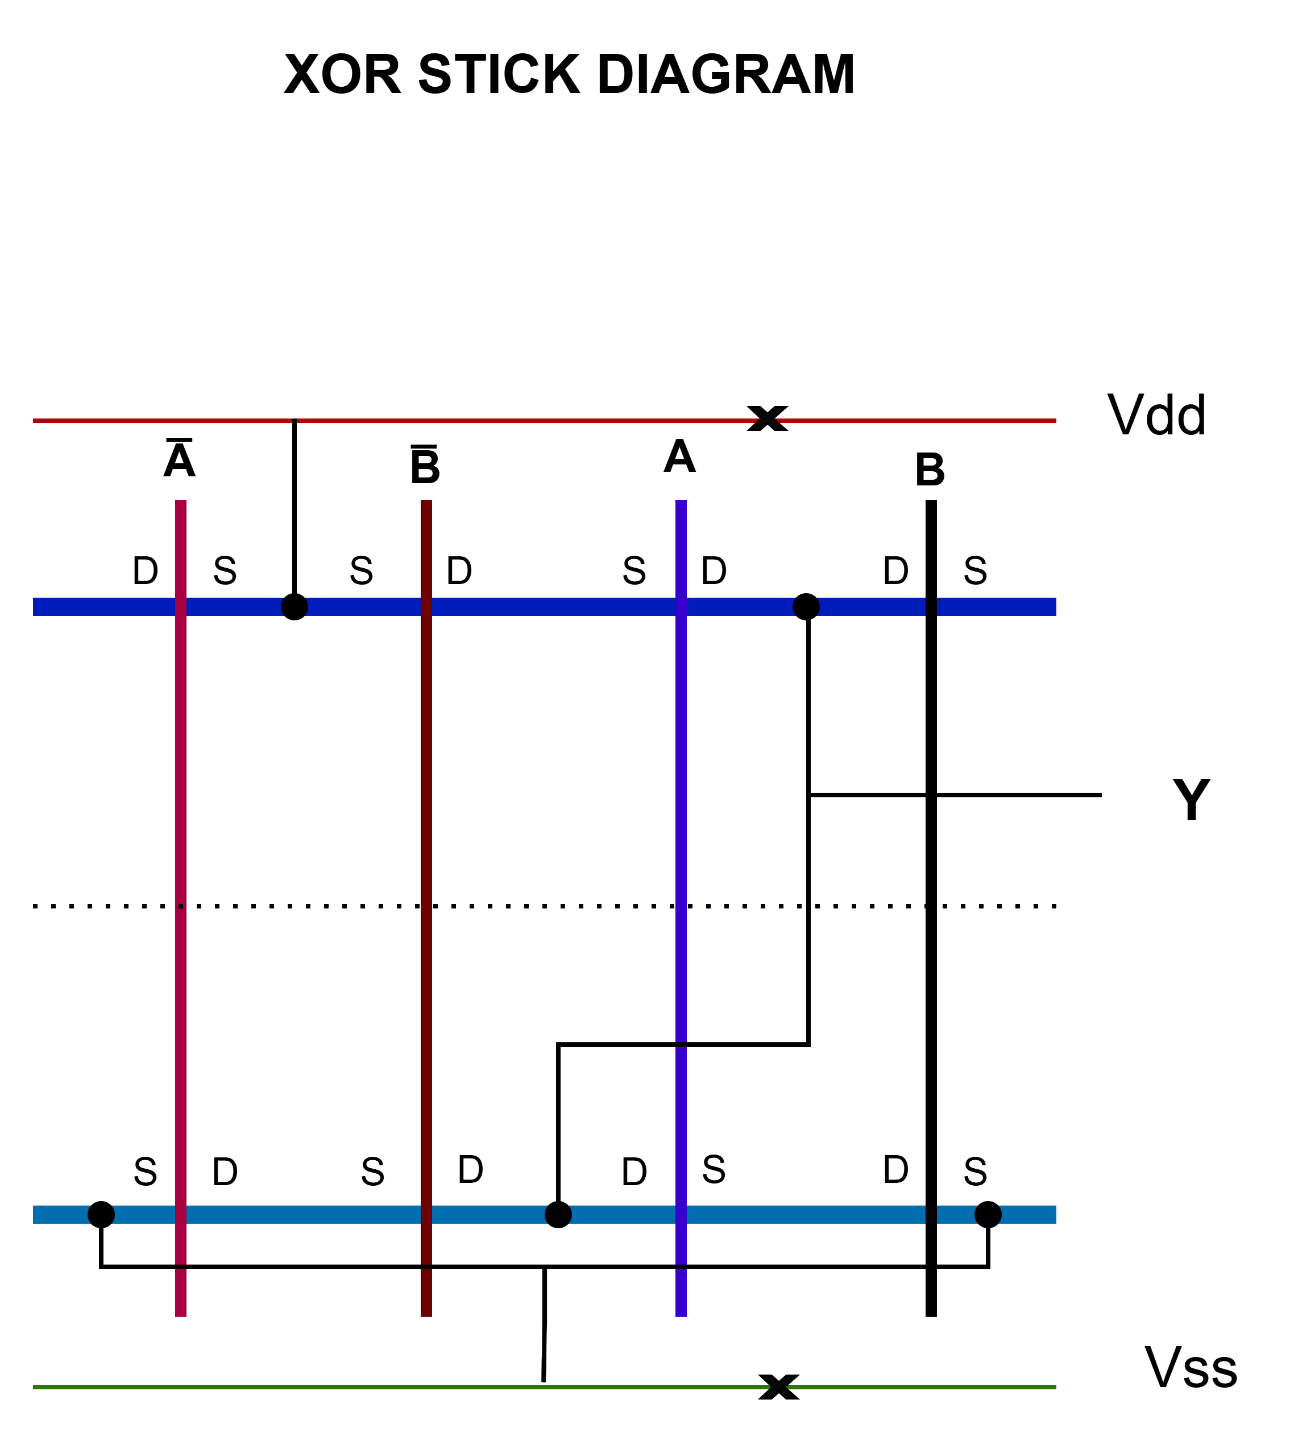 XOR STICK DIAGRAM
Vdd
A̅ B̅ A B
D S S D S D D S
Y
S D S D D S D S
Vss